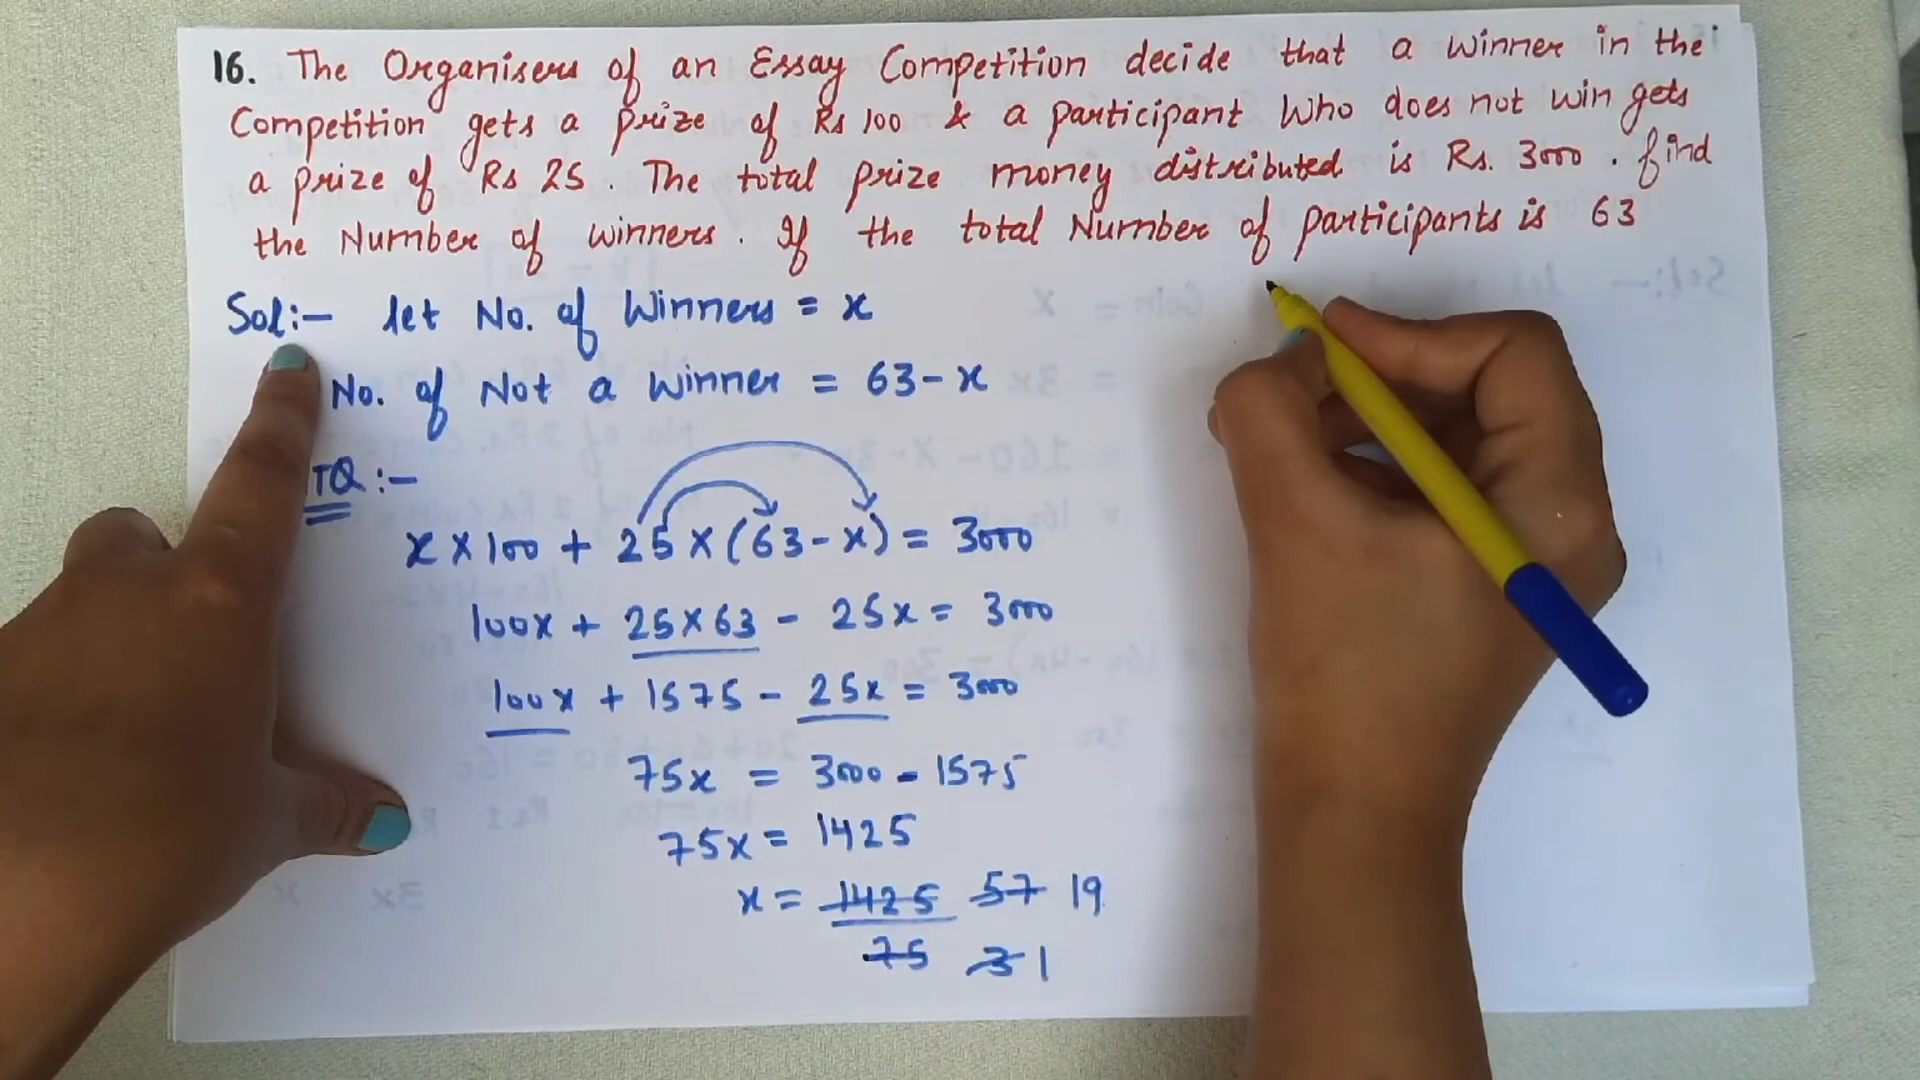 16. The Organisers of an Essay Competition decide that a winner in the
Competition gets a prize of Rs 100 & a participant Who does not win gets
a prize of Rs 25. The total prize money distributed is Rs. 3000. find
the Number of winners. If the total Number of participants is 63
Sol:- let No. of Winners = x
No. of Not a winner = 63-x
TQ:-
x × 100 + 25 × (63-x) = 3000
100x + 25×63 - 25x = 3000
100x + 1575 - 25x = 3000
75x = 3000 - 1575
75x = 1425
x = 1425 57 19
75 3 1